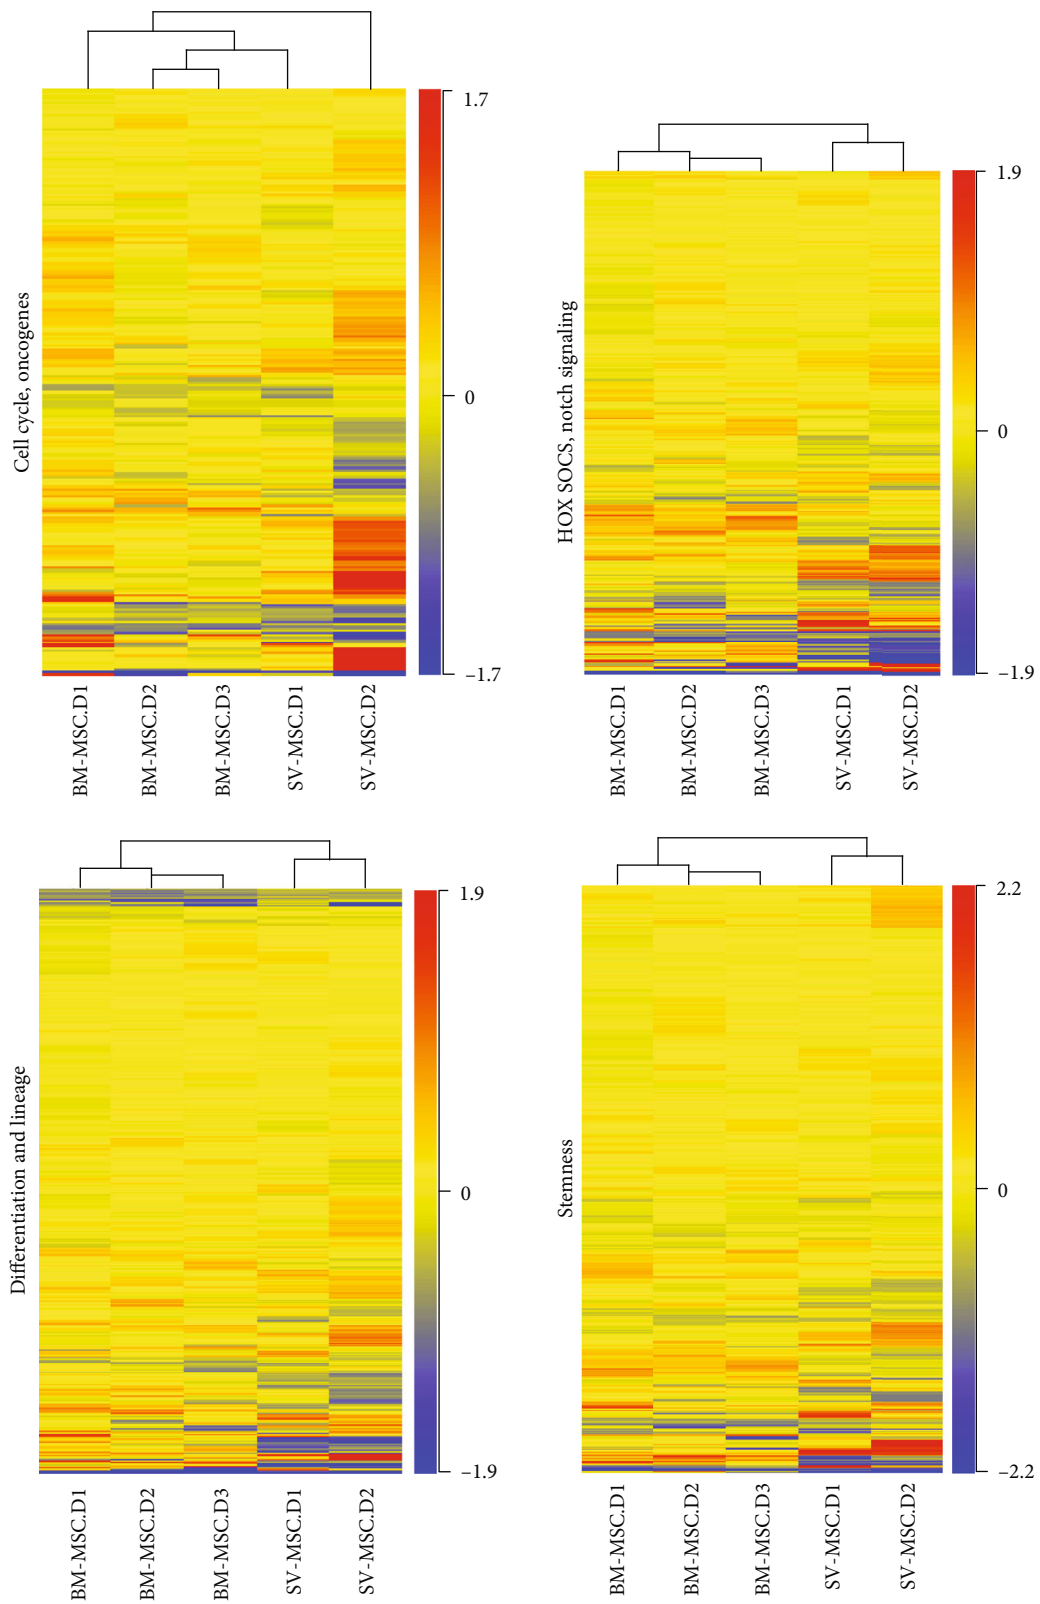 Cell cycle, oncogenes
1.7
0
−1.7
BM-MSC.D1
BM-MSC.D2
BM-MSC.D3
SV-MSC.D1
SV-MSC.D2
HOX SOCS, notch signaling
1.9
0
−1.9
BM-MSC.D1
BM-MSC.D2
BM-MSC.D3
SV-MSC.D1
SV-MSC.D2
Differentiation and lineage
1.9
0
−1.9
BM-MSC.D1
BM-MSC.D2
BM-MSC.D3
SV-MSC.D1
SV-MSC.D2
Stemness
2.2
0
−2.2
BM-MSC.D1
BM-MSC.D2
BM-MSC.D3
SV-MSC.D1
SV-MSC.D2